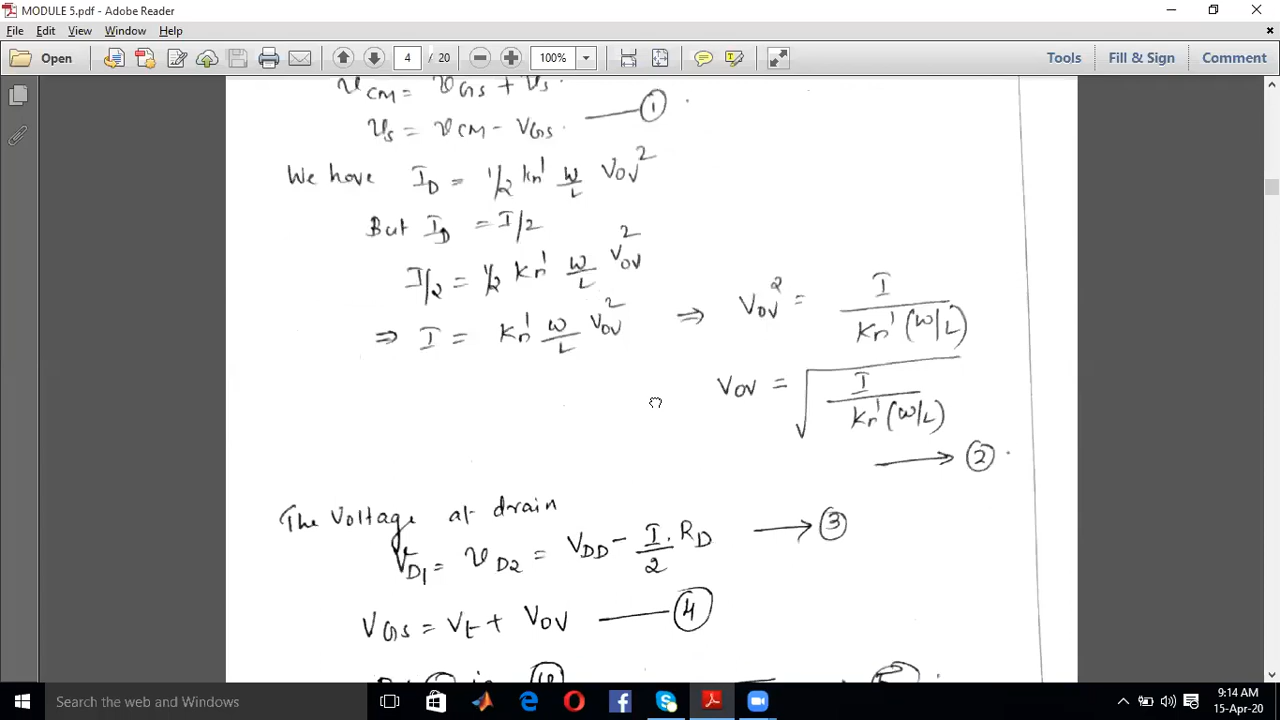 MODULE 5.pdf - Adobe Reader
File Edit View Window Help
Open 4 / 20 100% Tools Fill & Sign Comment
VCM = VGS + VS
VS = VCM - VGS. ——— ①
We have ID = 1/2 kn' W/L VOV²
But ID = I/2
I/2 = 1/2 kn' W/L VOV²
⇒ I = kn' W/L VOV² ⇒ VOV² = I / kn'(W/L)
VOV = √(I / kn'(W/L))
⟶ ②
The Voltage at drain
VD1 = VD2 = VDD - I/2 . RD ⟶ ③
VGS = Vt + VOV ——— ④
Search the web and Windows
9:14 AM
15-Apr-20